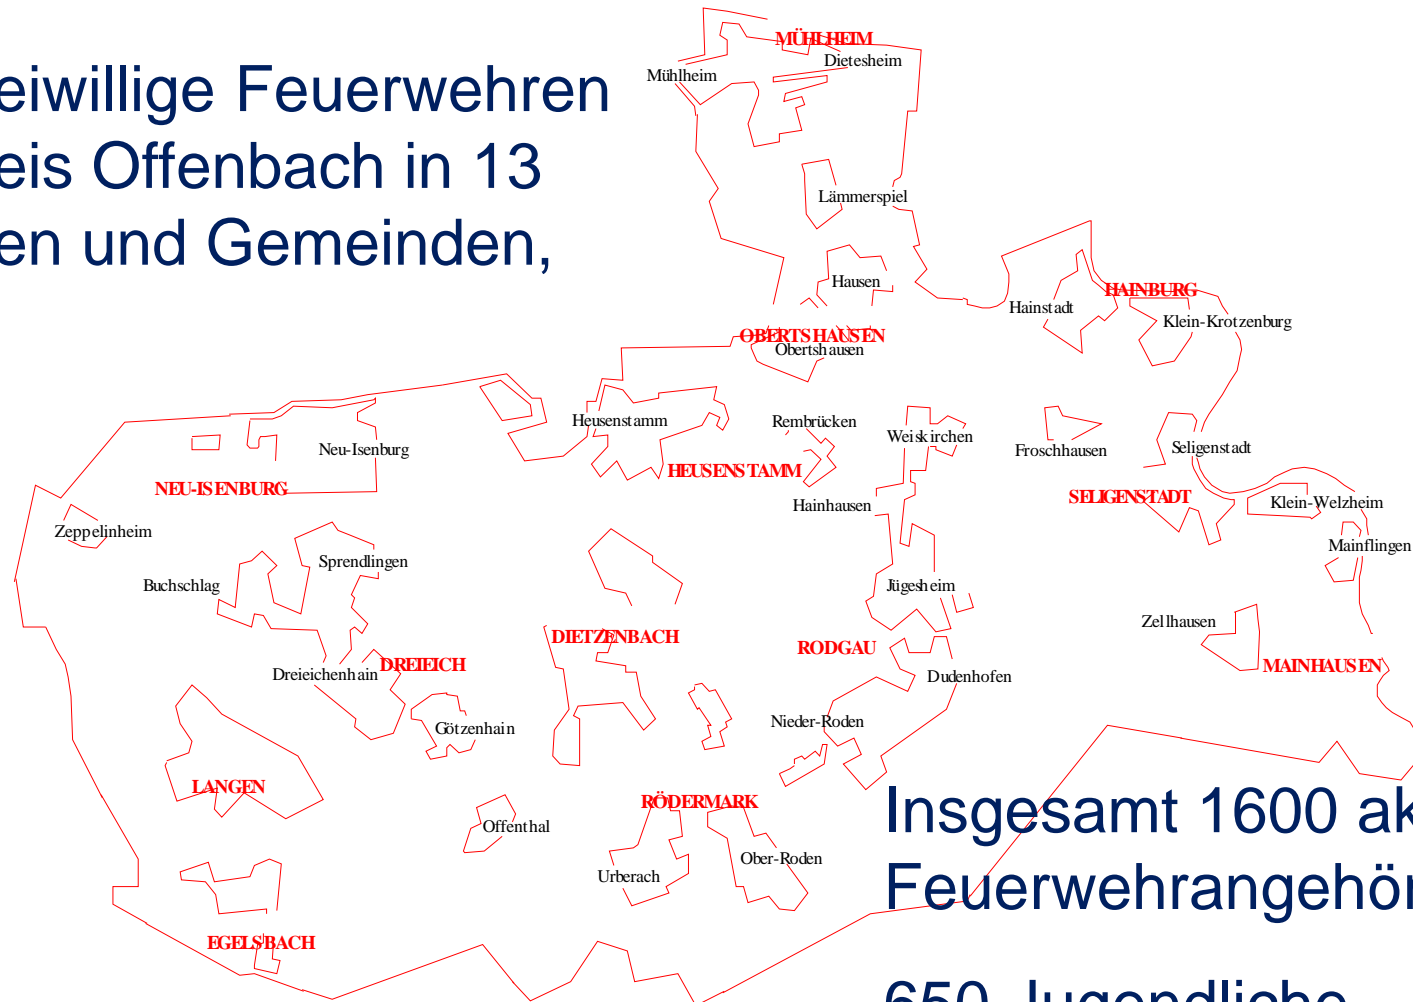 eiwillige Feuerwehren
eis Offenbach in 13
en und Gemeinden,
MÜHLHEIM
Dietesheim
Mühlheim
Lämmerspiel
Hausen
HAINBURG
Hainstadt
Klein-Krotzenburg
OBERTSHAUSEN
Obertshausen
Heusenstamm
Rembrücken
Weiskirchen
Neu-Isenburg
Froschhausen
Seligenstadt
HEUSENSTAMM
NEU-ISENBURG
SELIGENSTADT
Hainhausen
Klein-Welzheim
Zeppelinheim
Mainflingen
Sprendlingen
Buchschlag
Jügesheim
Zellhausen
DIETZENBACH
RODGAU
DREIEICH
MAINHAUSEN
Dreieichenhain
Dudenhofen
Götzenhain
Nieder-Roden
LANGEN
RÖDERMARK
Insgesamt 1600 ak
Offenthal
Ober-Roden
Urberach
Feuerwehrangehör
EGELSBACH
650 Jugendliche